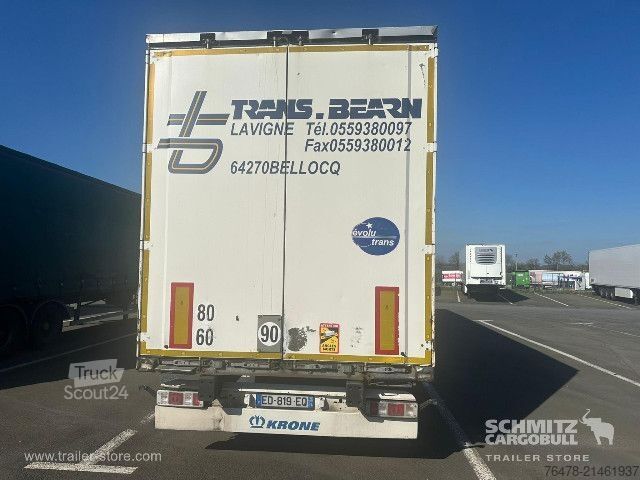 TRANS.BEARN
LAVIGNE Tél.0559380097
Fax0559380012
64270BELLOCQ
évolu
trans
80
60
90
ED-819-EQ
KRONE
Truck
Scout24
www.trailer-store.com
SCHMITZ
CARGOBULL
TRAILER STORE
76478-21461937